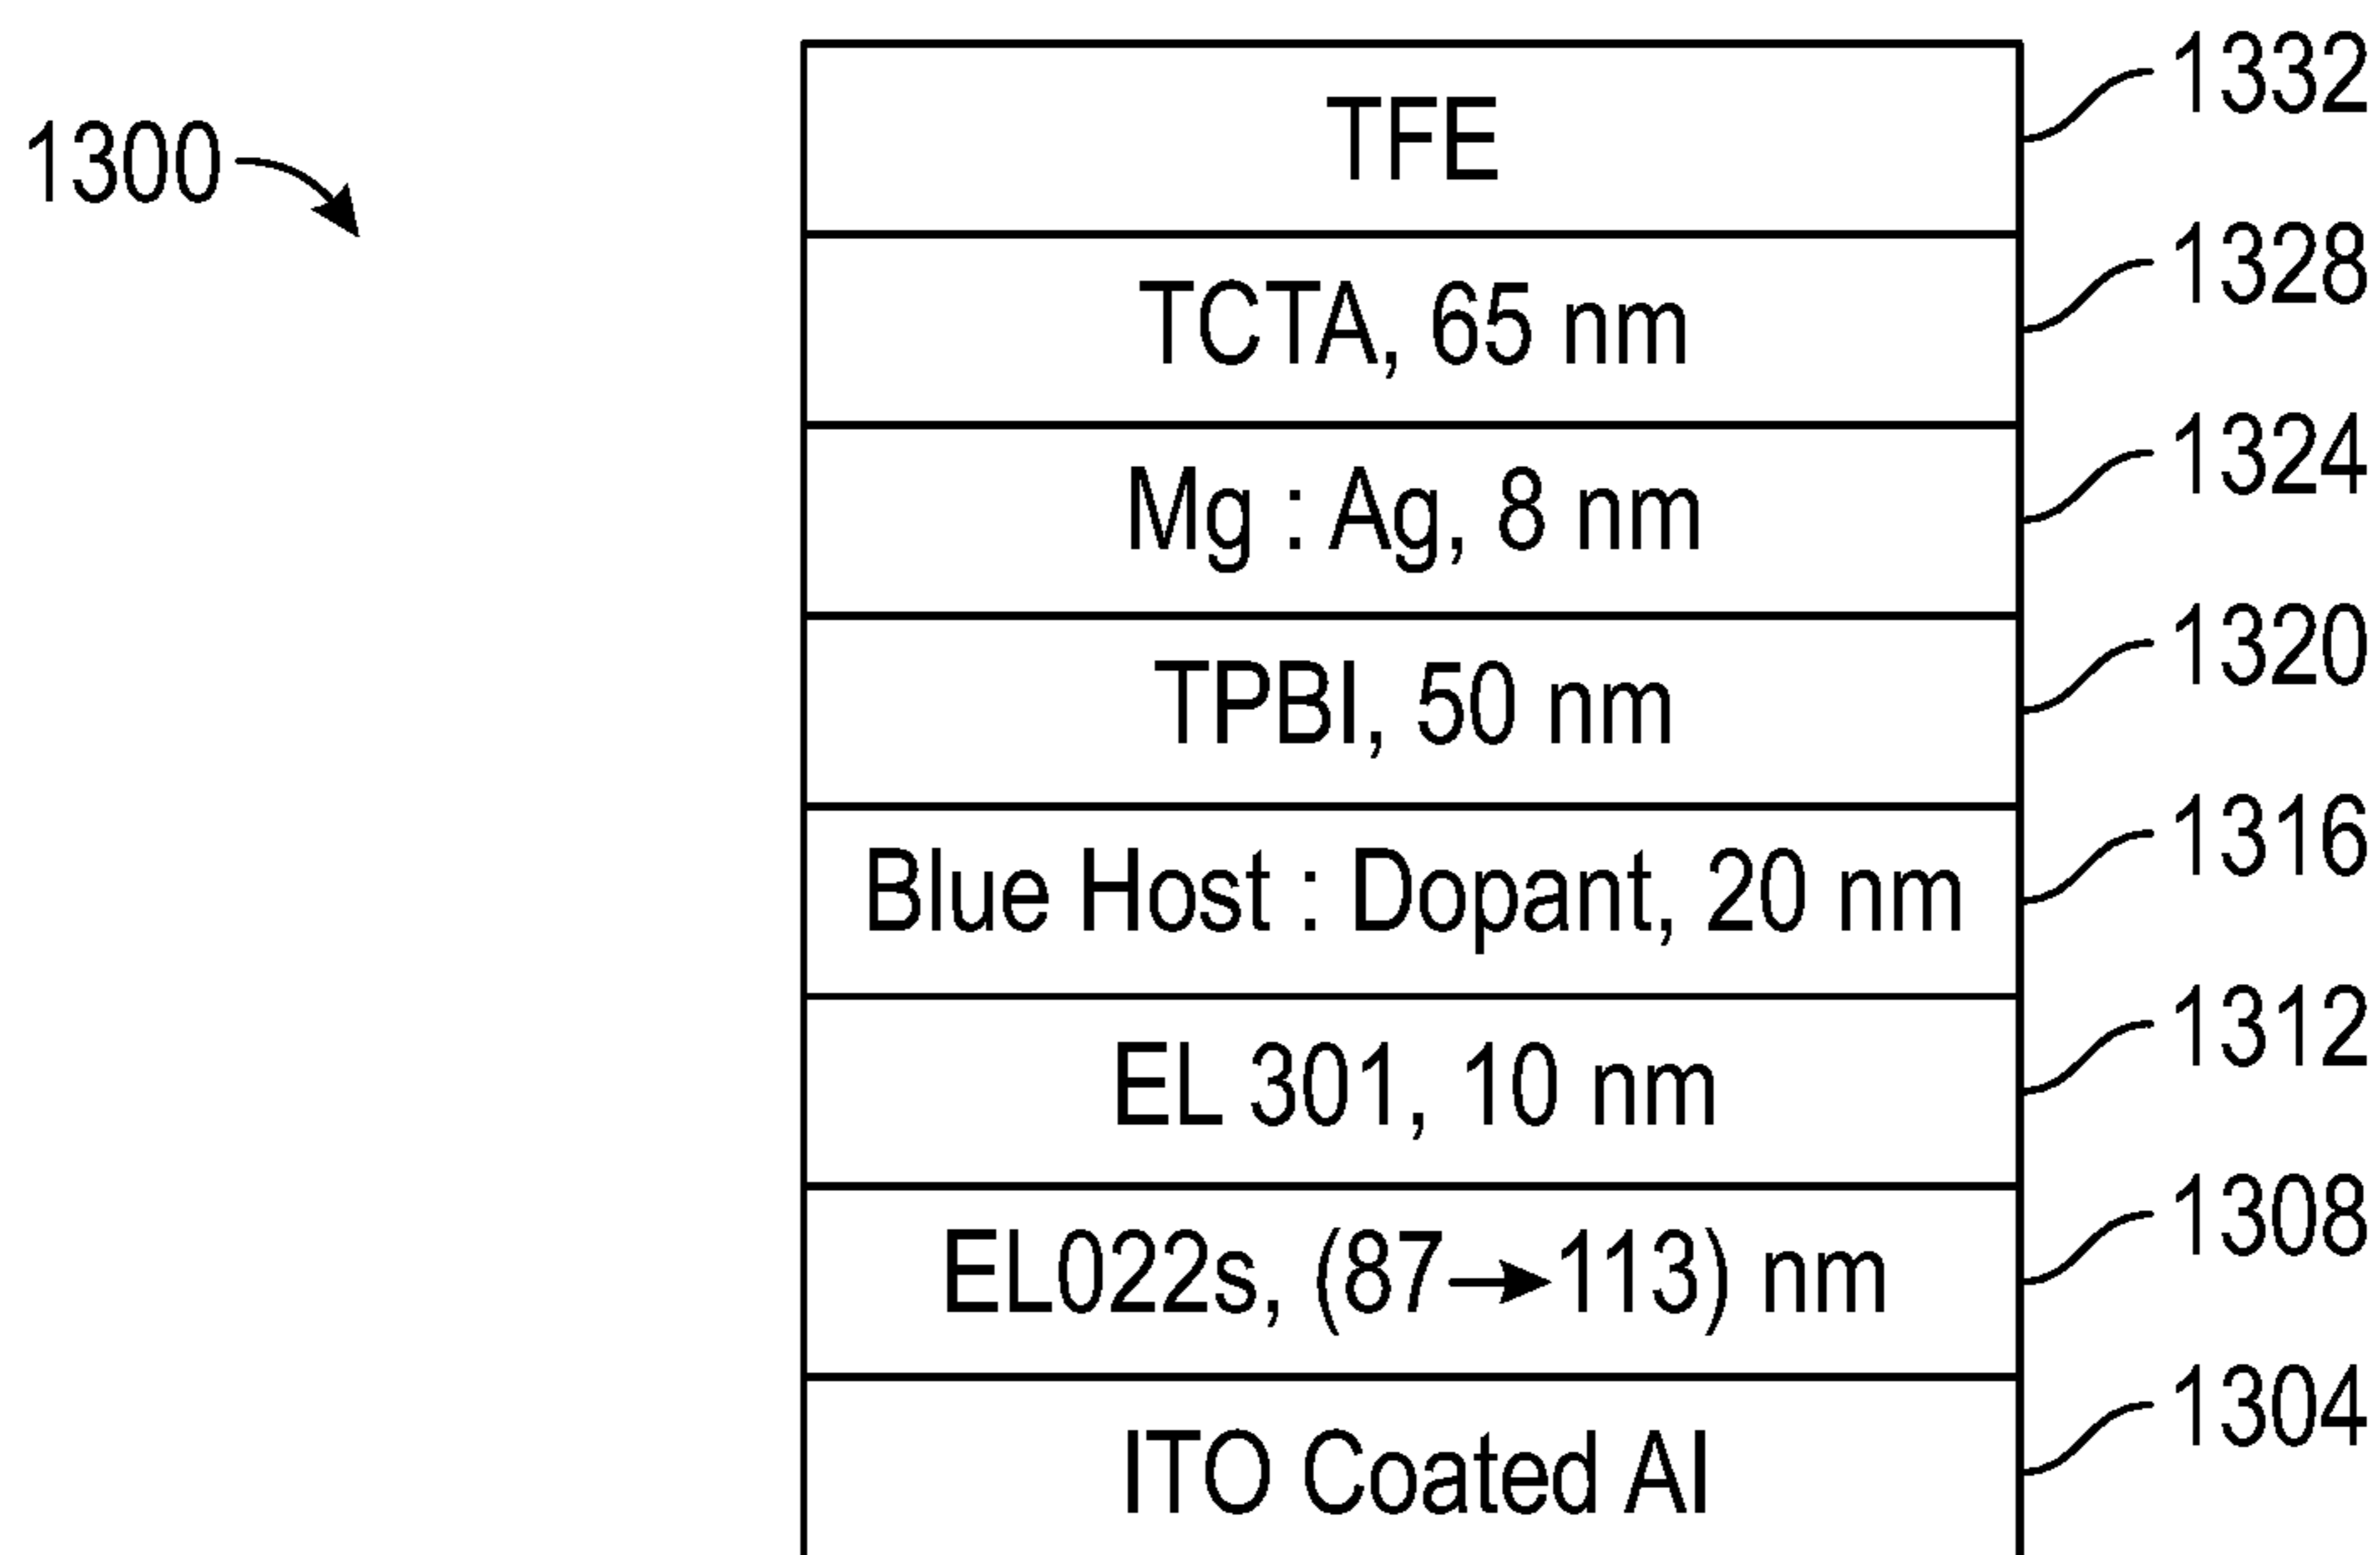 1300
TFE
1332
TCTA, 65 nm
1328
Mg : Ag, 8 nm
1324
TPBI, 50 nm
1320
Blue Host : Dopant, 20 nm
1316
EL 301, 10 nm
1312
EL022s, (87→113) nm
1308
ITO Coated Al
1304